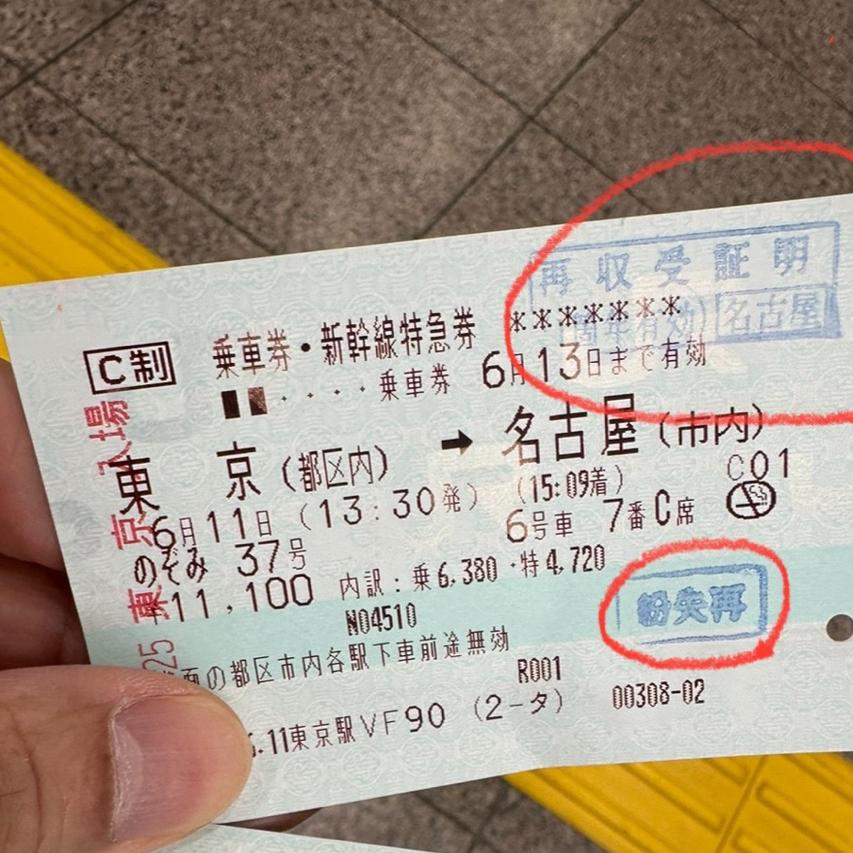 再収受証明
1周年有効 名古屋
C制 乗車券・新幹線特急券 *******
乗車券 6月13日まで有効
東京(都区内) ➡ 名古屋(市内)
6月11日(13:30発) (15:09着) C01
のぞみ 37号 6号車 7番C席
11,100 内訳:乗6,380・特4,720
N04510
紛失再
面の都区市内各駅下車前途無効
R001
.11東京駅VF90 (2-タ) 00308-02
25 東京 入場